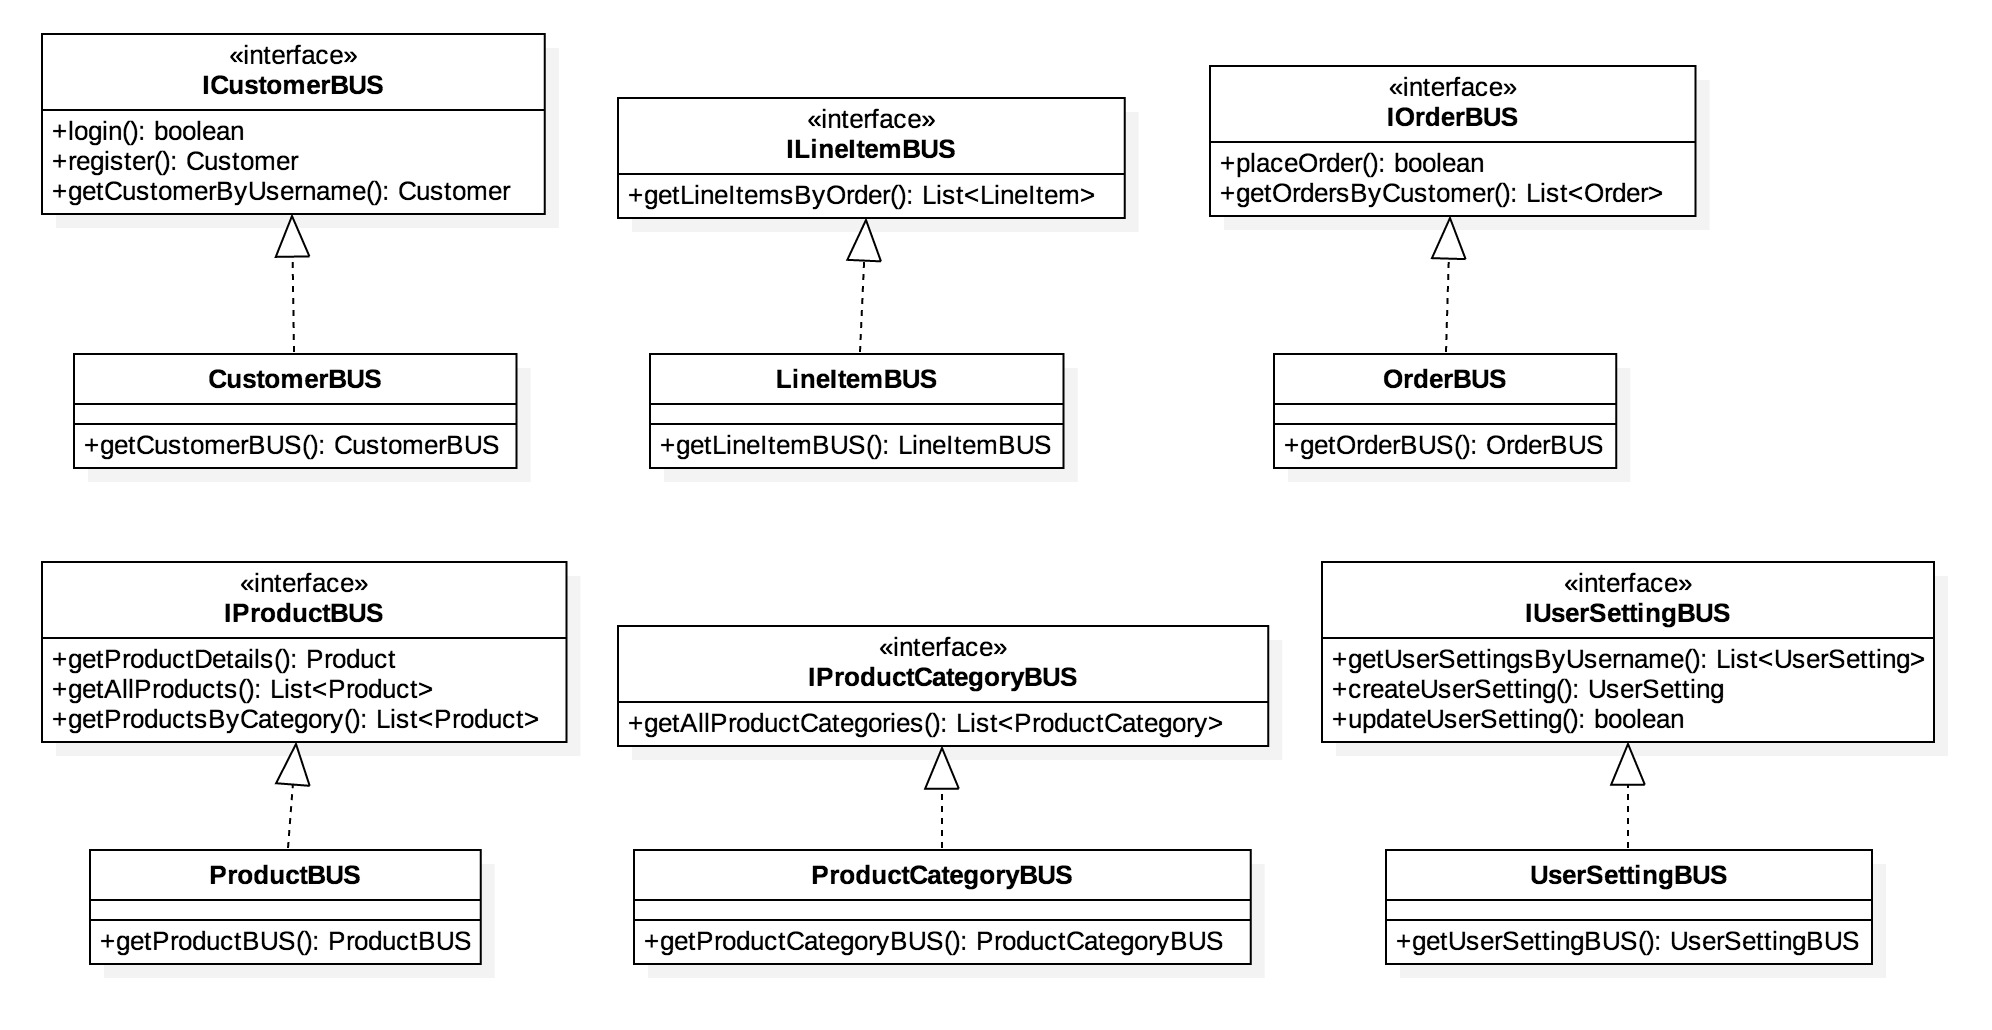 «interface»
ICustomerBUS
+login(): boolean
+register(): Customer
+getCustomerByUsername(): Customer
«interface»
ILineItemBUS
+getLineItemsByOrder(): List<LineItem>
«interface»
IOrderBUS
+placeOrder(): boolean
+getOrdersByCustomer(): List<Order>
CustomerBUS
+getCustomerBUS(): CustomerBUS
LineItemBUS
+getLineItemBUS(): LineItemBUS
OrderBUS
+getOrderBUS(): OrderBUS
«interface»
IProductBUS
+getProductDetails(): Product
+getAllProducts(): List<Product>
+getProductsByCategory(): List<Product>
«interface»
IProductCategoryBUS
+getAllProductCategories(): List<ProductCategory>
«interface»
IUserSettingBUS
+getUserSettingsByUsername(): List<UserSetting>
+createUserSetting(): UserSetting
+updateUserSetting(): boolean
ProductBUS
+getProductBUS(): ProductBUS
ProductCategoryBUS
+getProductCategoryBUS(): ProductCategoryBUS
UserSettingBUS
+getUserSettingBUS(): UserSettingBUS